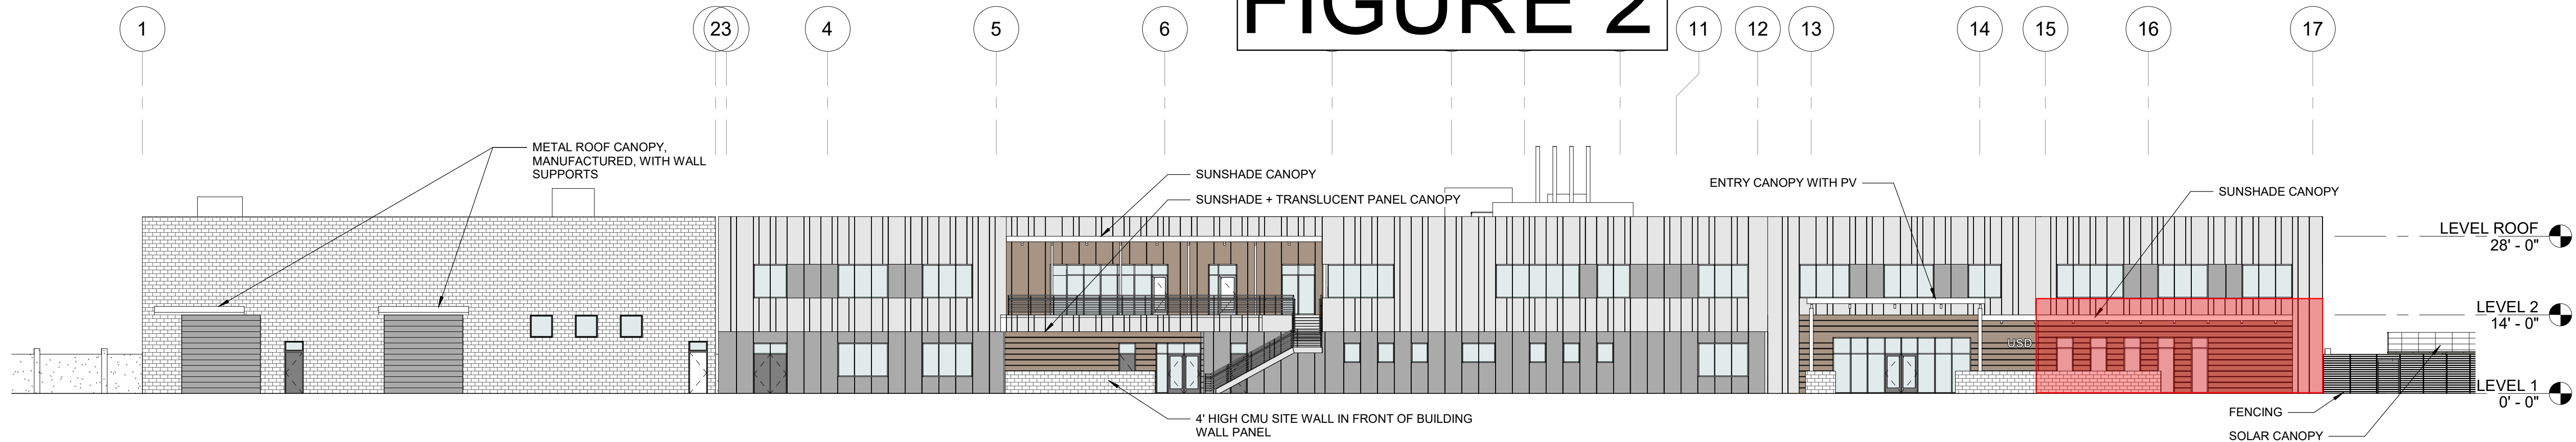 FIGURE 2
1
2
3
4
5
6
11
12
13
14
15
16
17
METAL ROOF CANOPY,
MANUFACTURED, WITH WALL
SUPPORTS
SUNSHADE CANOPY
SUNSHADE + TRANSLUCENT PANEL CANOPY
ENTRY CANOPY WITH PV
SUNSHADE CANOPY
LEVEL ROOF
28' - 0"
LEVEL 2
14' - 0"
USD
LEVEL 1
0' - 0"
4' HIGH CMU SITE WALL IN FRONT OF BUILDING
WALL PANEL
FENCING
SOLAR CANOPY